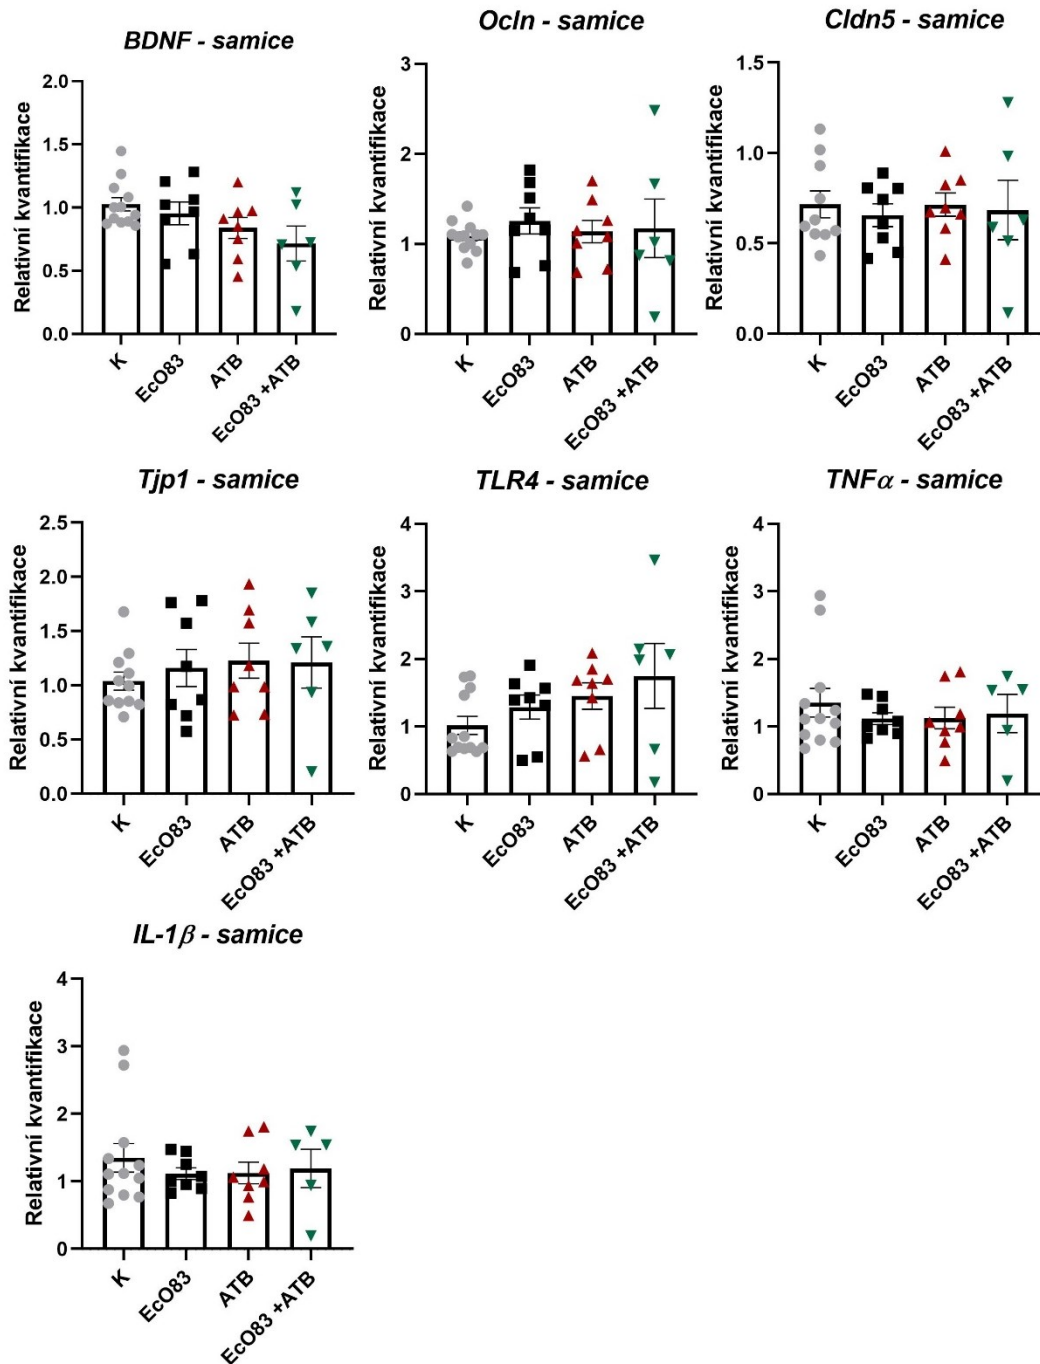 BDNF - samice
Relativní kvantifikace
2.0
1.5
1.0
0.5
0.0
K
EcO83
ATB
EcO83 +ATB
Ocln - samice
Relativní kvantifikace
3
2
1
0
K
EcO83
ATB
EcO83 +ATB
Cldn5 - samice
Relativní kvantifikace
1.5
1.0
0.5
0.0
K
EcO83
ATB
EcO83 +ATB
Tjp1 - samice
Relativní kvantifikace
2.5
2.0
1.5
1.0
0.5
0.0
K
EcO83
ATB
EcO83 +ATB
TLR4 - samice
Relativní kvantifikace
4
3
2
1
0
K
EcO83
ATB
EcO83 +ATB
TNFα - samice
Relativní kvantifikace
4
3
2
1
0
K
EcO83
ATB
EcO83 +ATB
IL-1β - samice
Relativní kvantifikace
4
3
2
1
0
K
EcO83
ATB
EcO83 +ATB